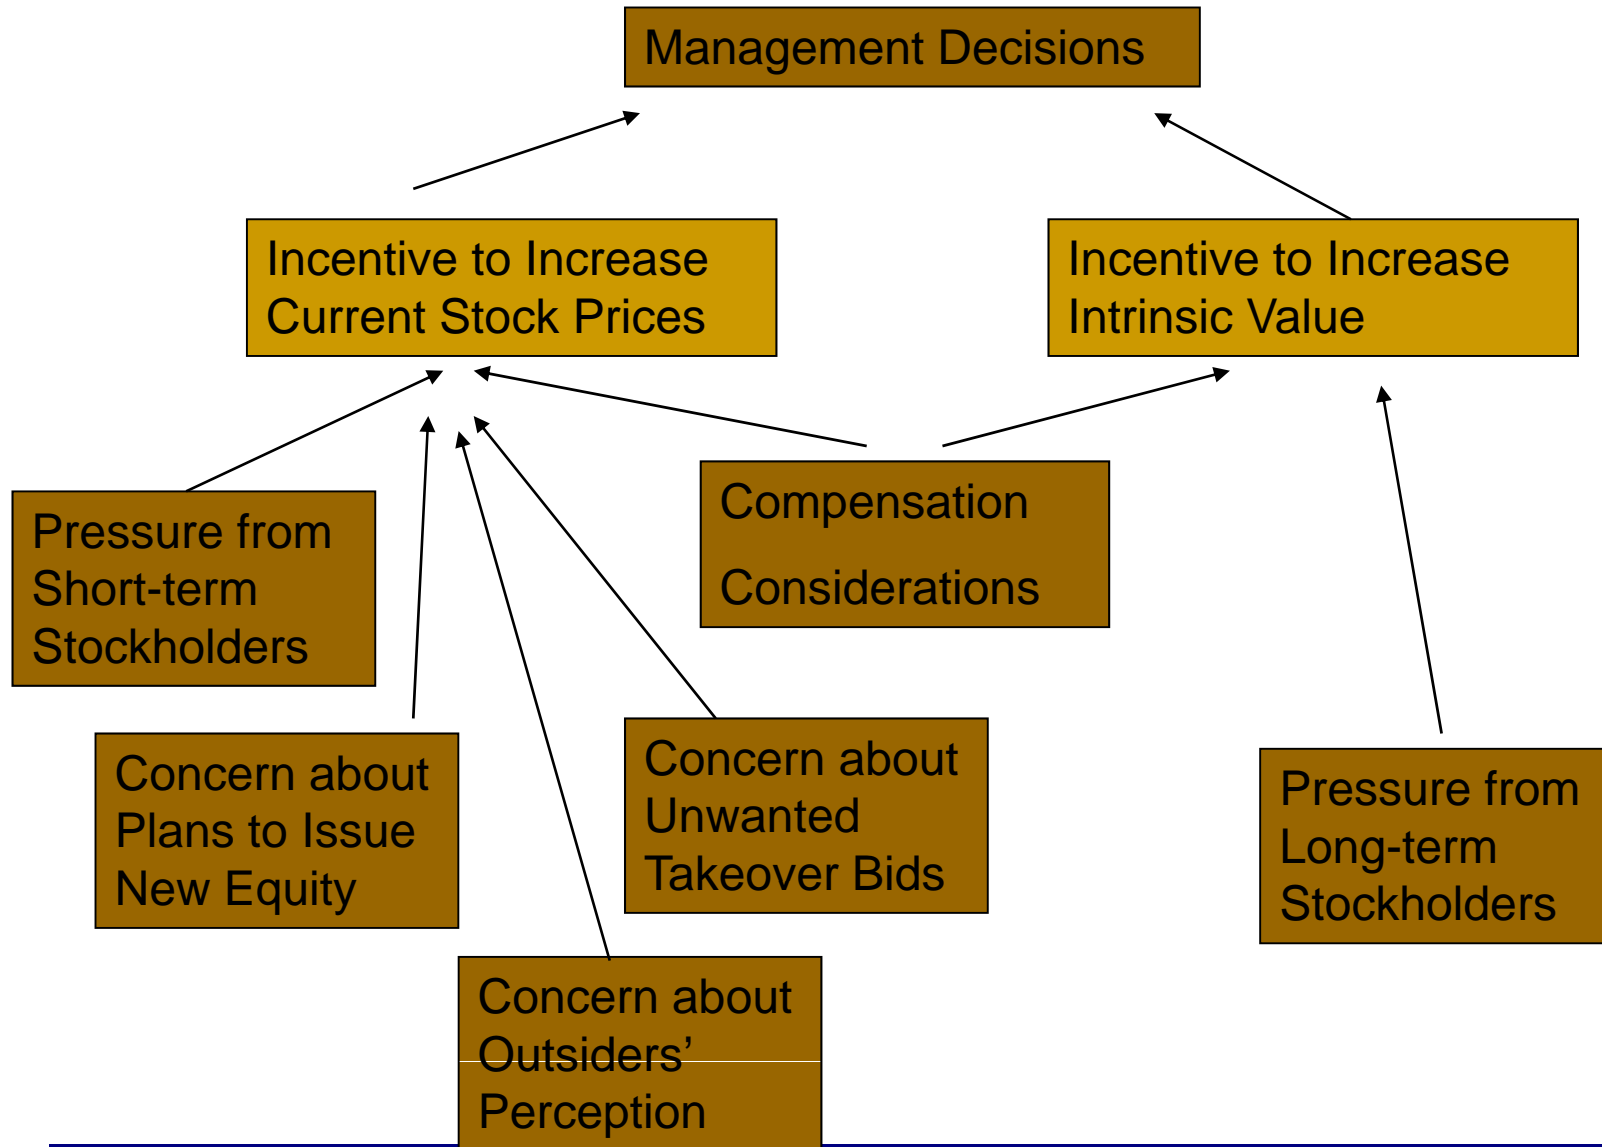 Management Decisions
Incentive to Increase
Current Stock Prices
Incentive to Increase
Intrinsic Value
Pressure from
Short-term
Stockholders
Compensation
Considerations
Concern about
Plans to Issue
New Equity
Concern about
Unwanted
Takeover Bids
Pressure from
Long-term
Stockholders
Concern about
Outsiders’
Perception